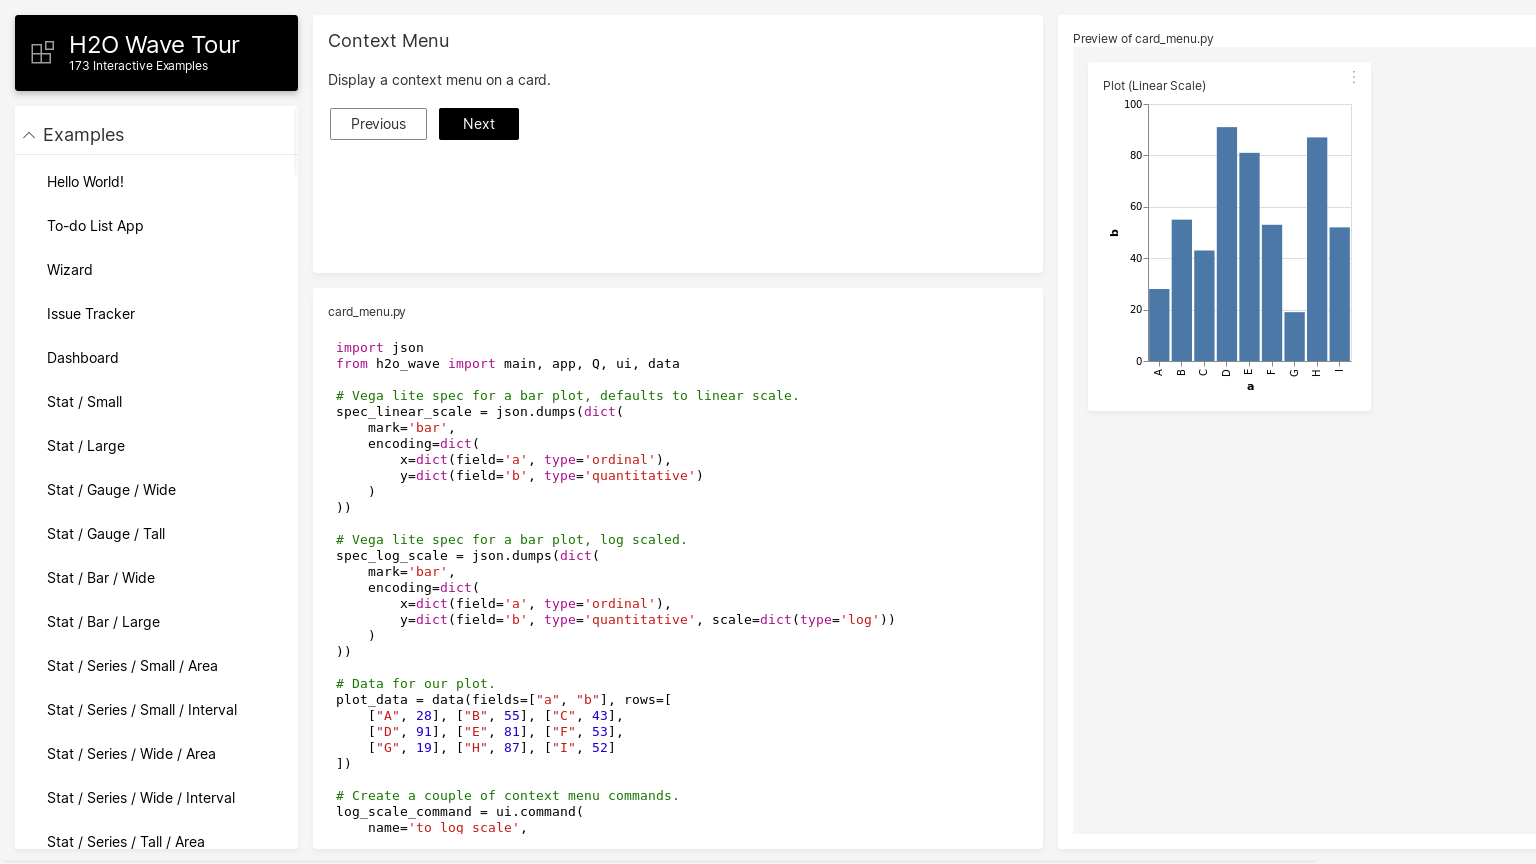 H2O Wave Tour
173 Interactive Examples
Examples
Hello World!
To-do List App
Wizard
Issue Tracker
Dashboard
Stat / Small
Stat / Large
Stat / Gauge / Wide
Stat / Gauge / Tall
Stat / Bar / Wide
Stat / Bar / Large
Stat / Series / Small / Area
Stat / Series / Small / Interval
Stat / Series / Wide / Area
Stat / Series / Wide / Interval
Stat / Series / Tall / Area
Context Menu
Display a context menu on a card.
Previous
Next
card_menu.py
import json
from h2o_wave import main, app, Q, ui, data
# Vega lite spec for a bar plot, defaults to linear scale.
spec_linear_scale = json.dumps(dict(
    mark='bar',
    encoding=dict(
        x=dict(field='a', type='ordinal'),
        y=dict(field='b', type='quantitative')
    )
))
# Vega lite spec for a bar plot, log scaled.
spec_log_scale = json.dumps(dict(
    mark='bar',
    encoding=dict(
        x=dict(field='a', type='ordinal'),
        y=dict(field='b', type='quantitative', scale=dict(type='log'))
    )
))
# Data for our plot.
plot_data = data(fields=["a", "b"], rows=[
    ["A", 28], ["B", 55], ["C", 43],
    ["D", 91], ["E", 81], ["F", 53],
    ["G", 19], ["H", 87], ["I", 52]
])
# Create a couple of context menu commands.
log_scale_command = ui.command(
    name='to_log_scale',
Preview of card_menu.py
Plot (Linear Scale)
100
80
60
40
20
0
b
A B C D E F G H I
a